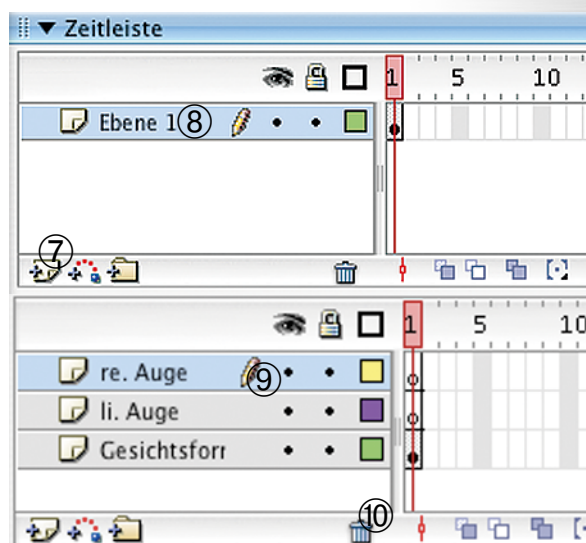 Zeitleiste
1 5 10
Ebene 1 ⑧
⑦
1 5 10
re. Auge ⑨
li. Auge
Gesichtsforr
⑩